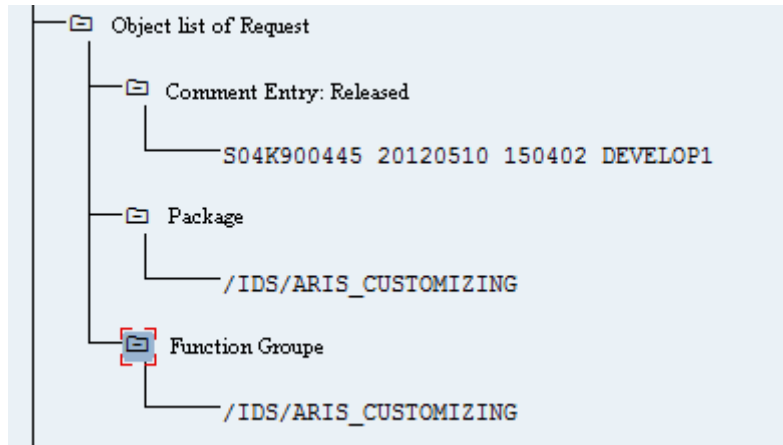 Object list of Request
Comment Entry: Released
S04K900445 20120510 150402 DEVELOP1
Package
/IDS/ARIS_CUSTOMIZING
Function Groupe
/IDS/ARIS_CUSTOMIZING